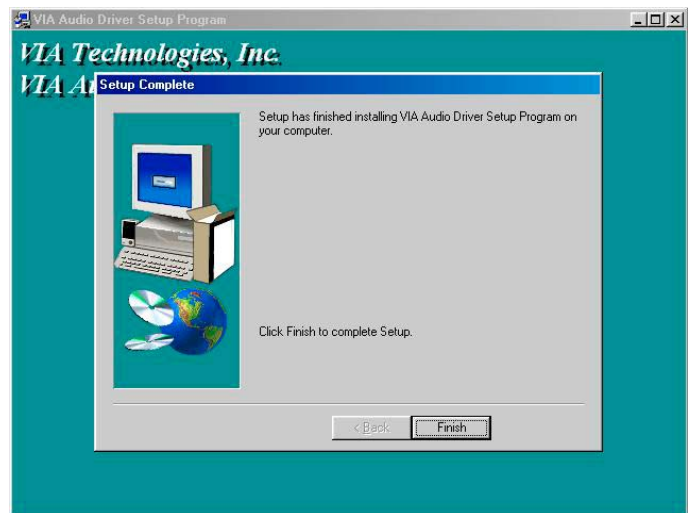 VIA Audio Driver Setup Program
VIA Technologies, Inc.
VIA A
Setup Complete
Setup has finished installing VIA Audio Driver Setup Program on
your computer.
Click Finish to complete Setup.
< Back
Finish